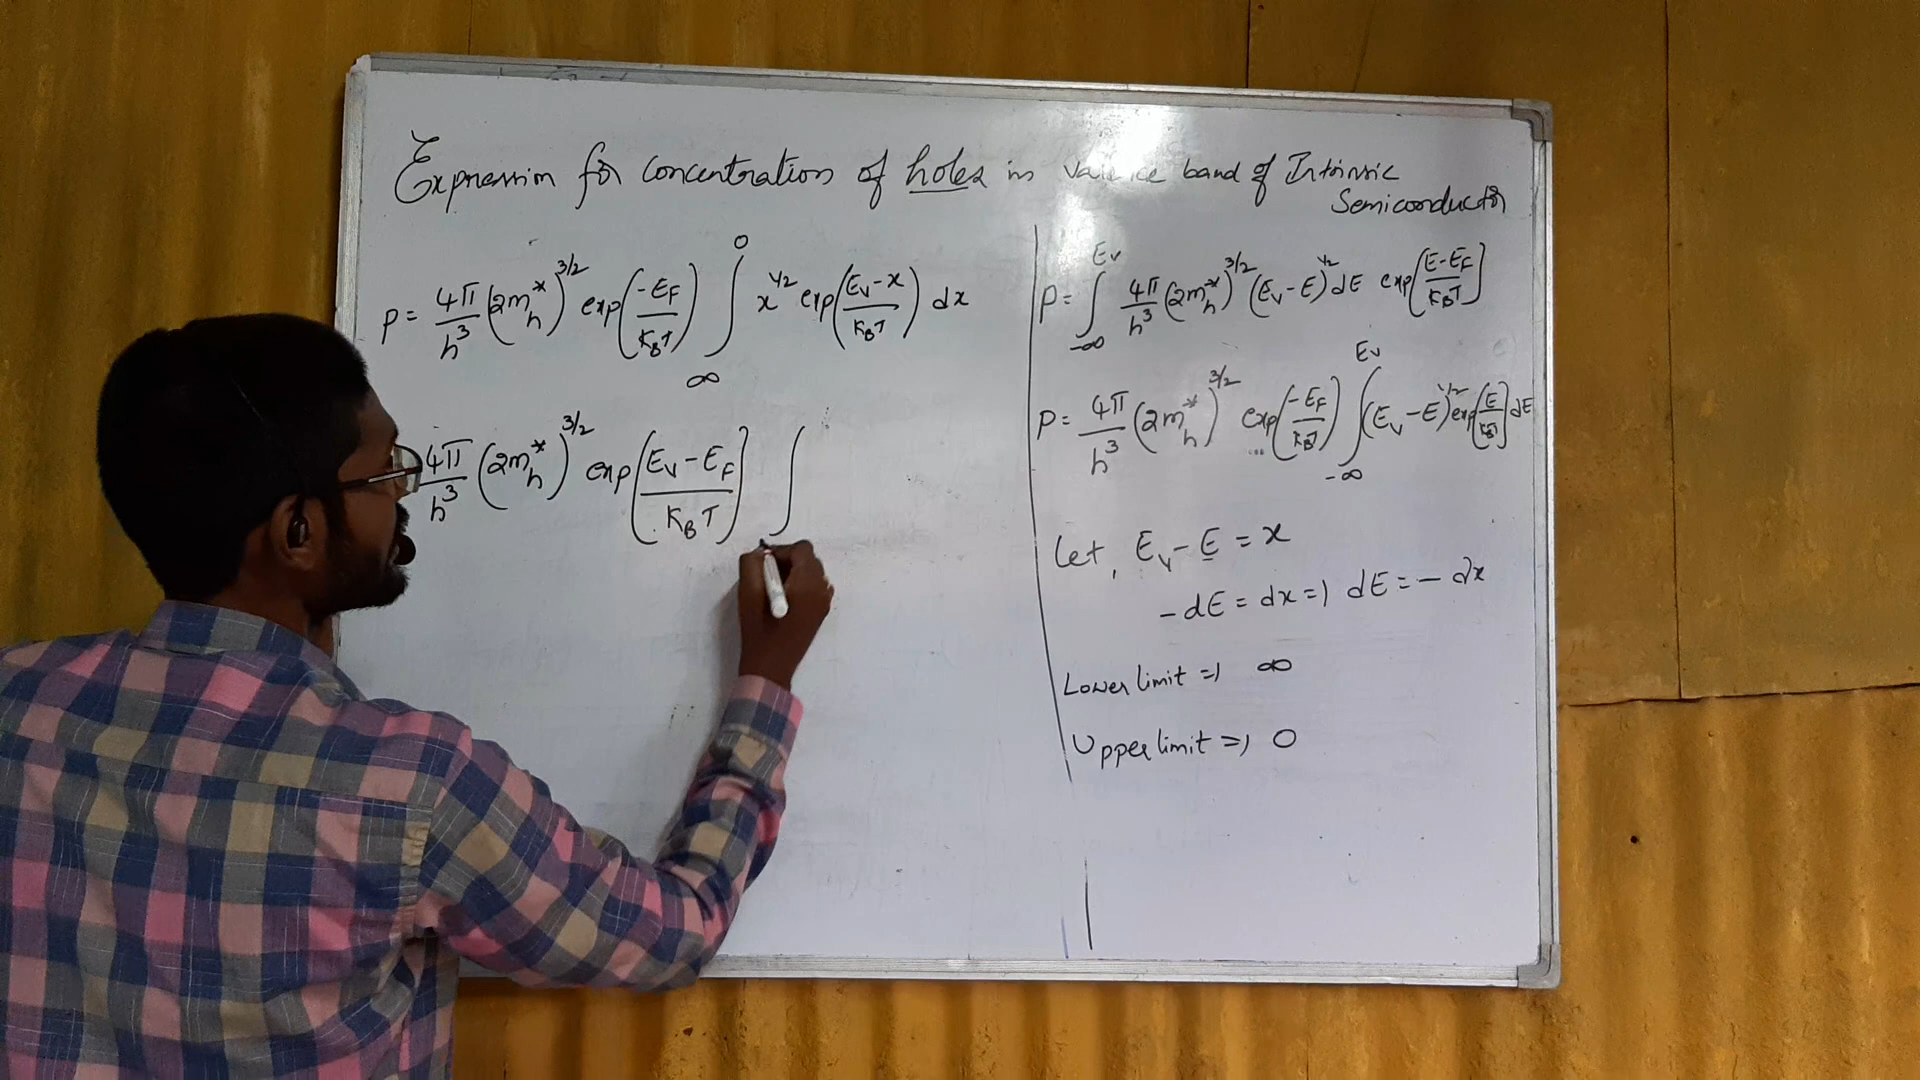 Expression for concentration of holes in valence band of Intrinsic
Semiconductor
p = 4π/h³ (2m*h)^3/2 exp(-EF/KBT) ∫_∞^0 x^1/2 exp(Ev-x/KBT) dx
4π/h³ (2m*h)^3/2 exp[Ev-EF/KBT] ∫
P = ∫_-∞^Ev 4π/h³ (2m*h)^3/2 (Ev-E)^1/2 dE exp[E-EF/KBT]
P = 4π/h³ (2m*h)^3/2 exp(-EF/KBT) ∫_-∞^Ev (Ev-E)^1/2 exp[E/KBT] dE
Let, Ev-E = x
-dE = dx => dE = -dx
Lower limit => ∞
Upper limit => 0